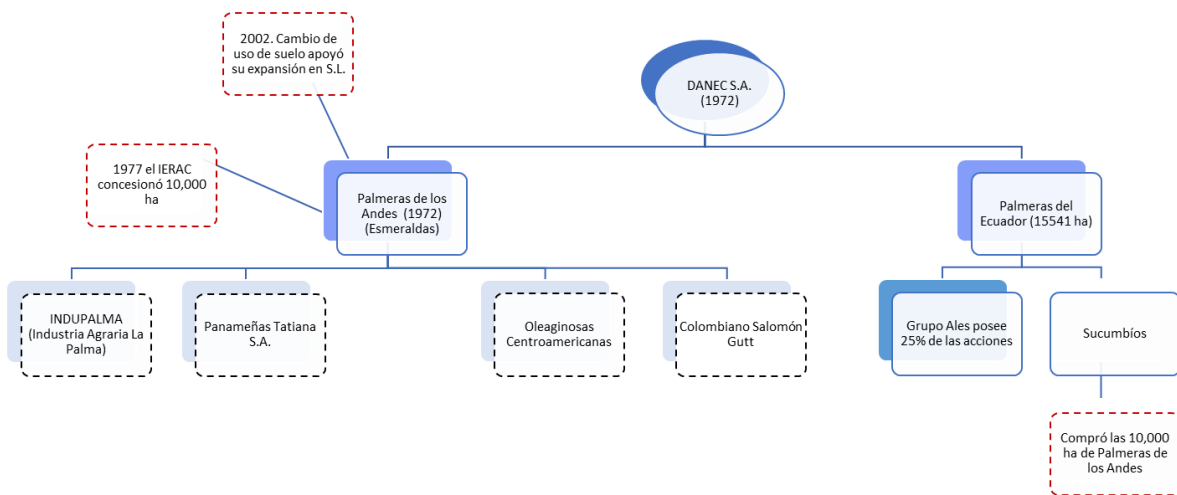 2002. Cambio de
uso de suelo apoyó
su expansión en S.L.
DANEC S.A.
(1972)
1977 el IERAC
concesionó 10,000
ha
Palmeras de los
Andes (1972)
(Esmeraldas)
Palmeras del
Ecuador (15541 ha)
INDUPALMA
(Industria Agraria La
Palma)
Panameñas Tatiana
S.A.
Oleaginosas
Centroamericanas
Colombiano Salomón
Gutt
Grupo Ales posee
25% de las acciones
Sucumbíos
Compró las 10,000
ha de Palmeras de
los Andes